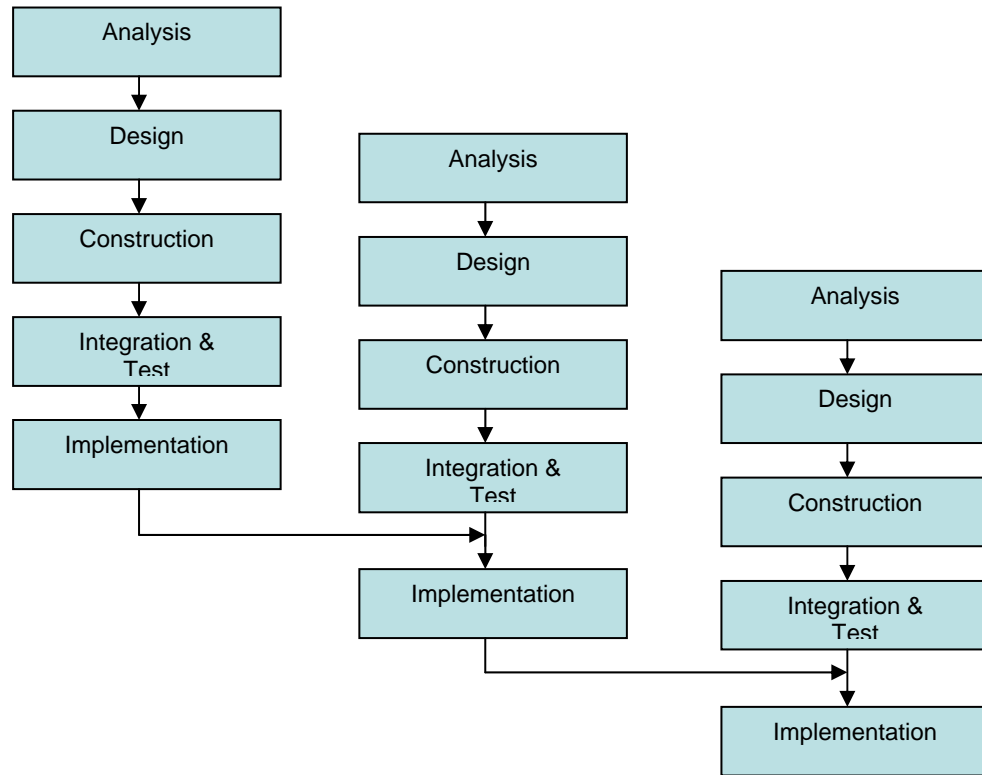 Analysis
Design
Construction
Integration &
Test
Implementation
Analysis
Design
Construction
Integration &
Test
Implementation
Analysis
Design
Construction
Integration &
Test
Implementation